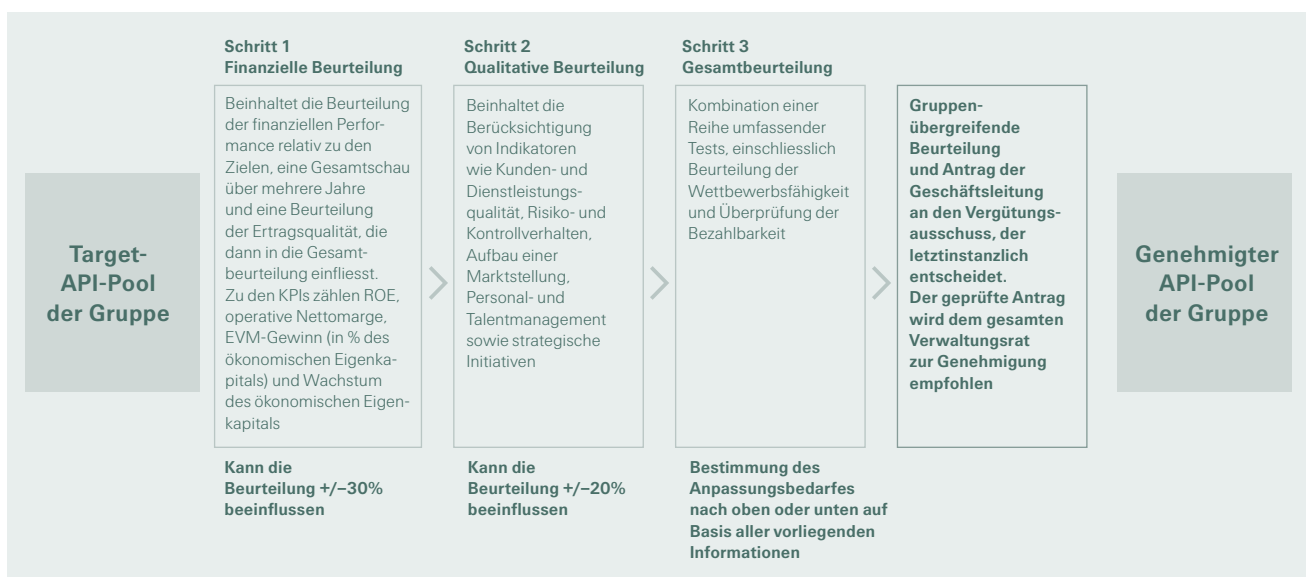 Target-
API-Pool
der Gruppe
Schritt 1
Finanzielle Beurteilung
Beinhaltet die Beurteilung
der finanziellen Perfor-
mance relativ zu den
Zielen, eine Gesamtschau
über mehrere Jahre
und eine Beurteilung
der Ertragsqualität, die
dann in die Gesamt-
beurteilung einfliesst.
Zu den KPIs zählen ROE,
operative Nettomarge,
EVM-Gewinn (in % des
ökonomischen Eigenka-
pitals) und Wachstum
des ökonomischen Eigen-
kapitals
Kann die
Beurteilung +/–30%
beeinflussen
Schritt 2
Qualitative Beurteilung
Beinhaltet die
Berücksichtigung
von Indikatoren
wie Kunden- und
Dienstleistungs-
qualität, Risiko- und
Kontrollverhalten,
Aufbau einer
Marktstellung,
Personal- und
Talentmanagement
sowie strategische
Initiativen
Kann die
Beurteilung +/–20%
beeinflussen
Schritt 3
Gesamtbeurteilung
Kombination einer
Reihe umfassender
Tests, einschliesslich
Beurteilung der
Wettbewerbsfähigkeit
und Überprüfung der
Bezahlbarkeit
Bestimmung des
Anpassungsbedarfes
nach oben oder unten auf
Basis aller vorliegenden
Informationen
Gruppen-
übergreifende
Beurteilung
und Antrag der
Geschäftsleitung
an den Vergütungs-
ausschuss, der
letztinstanzlich
entscheidet.
Der geprüfte Antrag
wird dem gesamten
Verwaltungsrat
zur Genehmigung
empfohlen
Genehmigter
API-Pool
der Gruppe